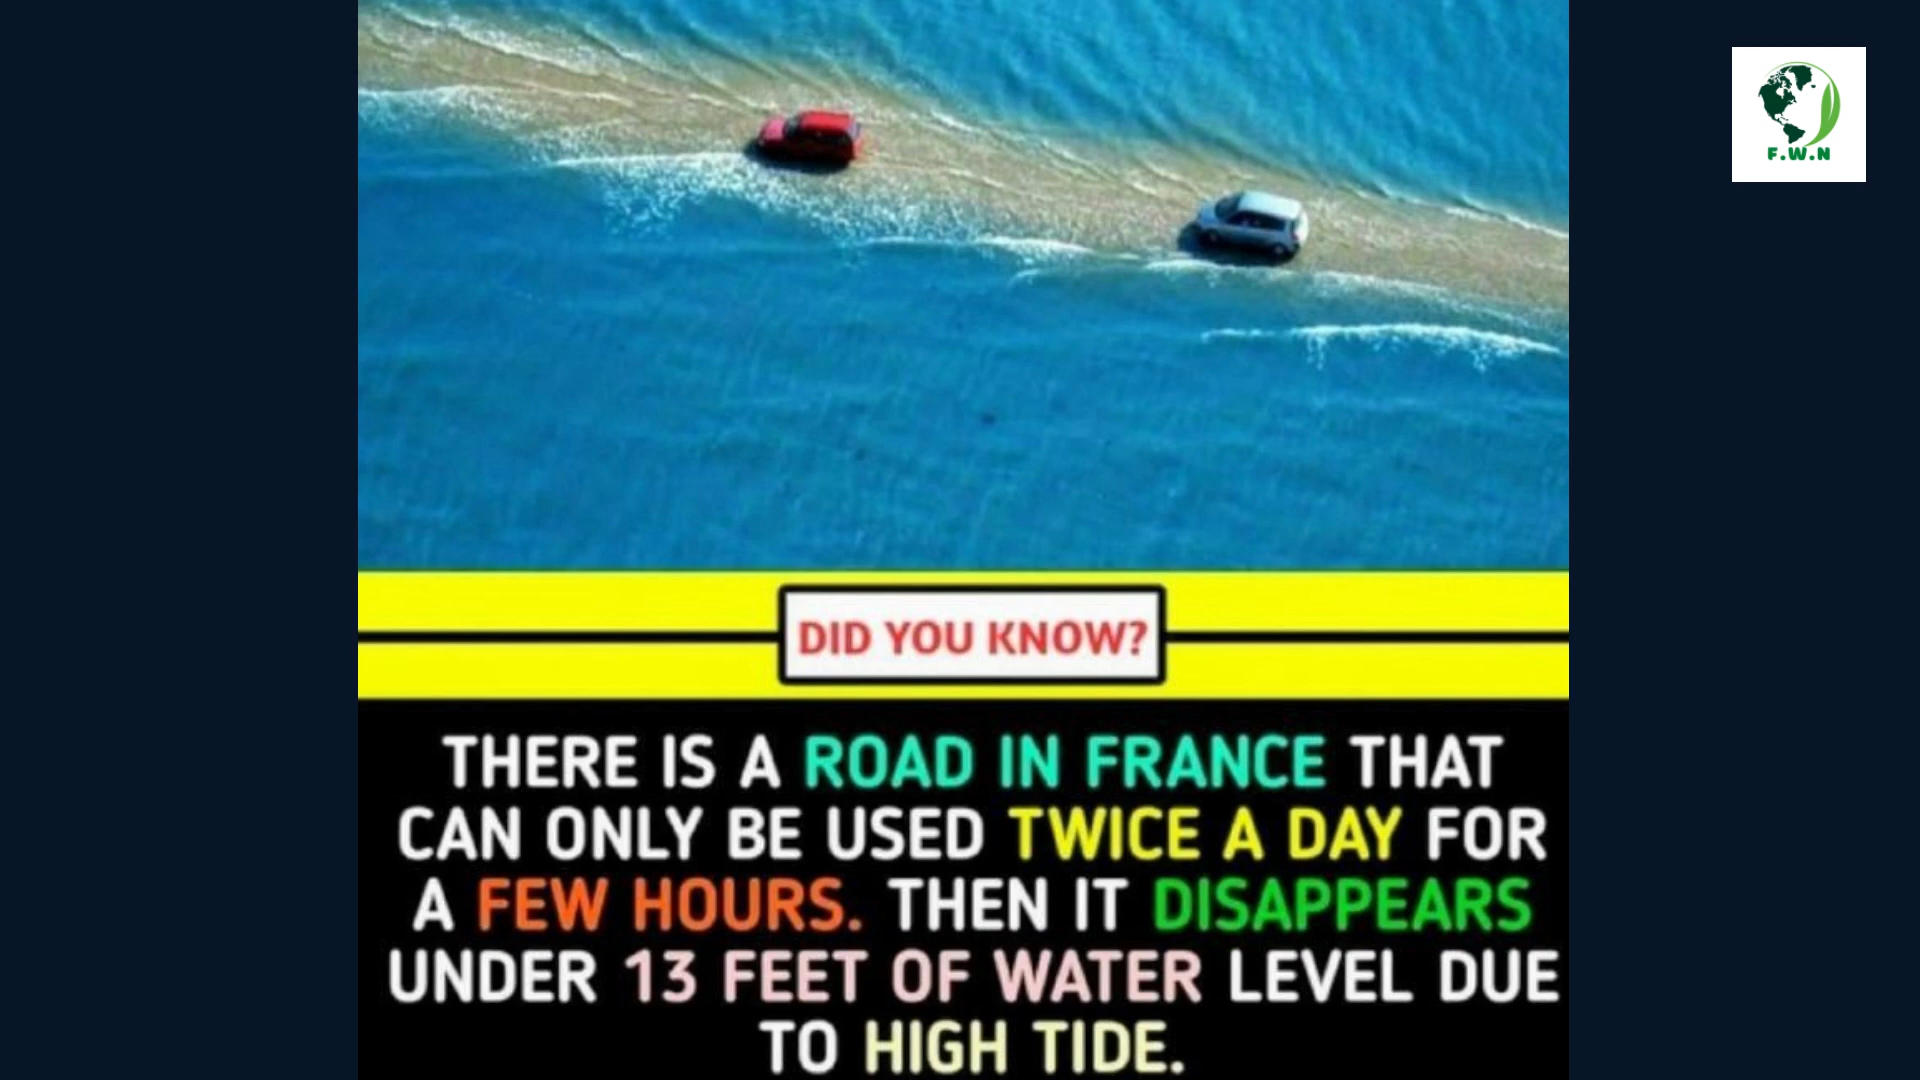 F.W.N
DID YOU KNOW?
THERE IS A ROAD IN FRANCE THAT
CAN ONLY BE USED TWICE A DAY FOR
A FEW HOURS. THEN IT DISAPPEARS
UNDER 13 FEET OF WATER LEVEL DUE
TO HIGH TIDE.